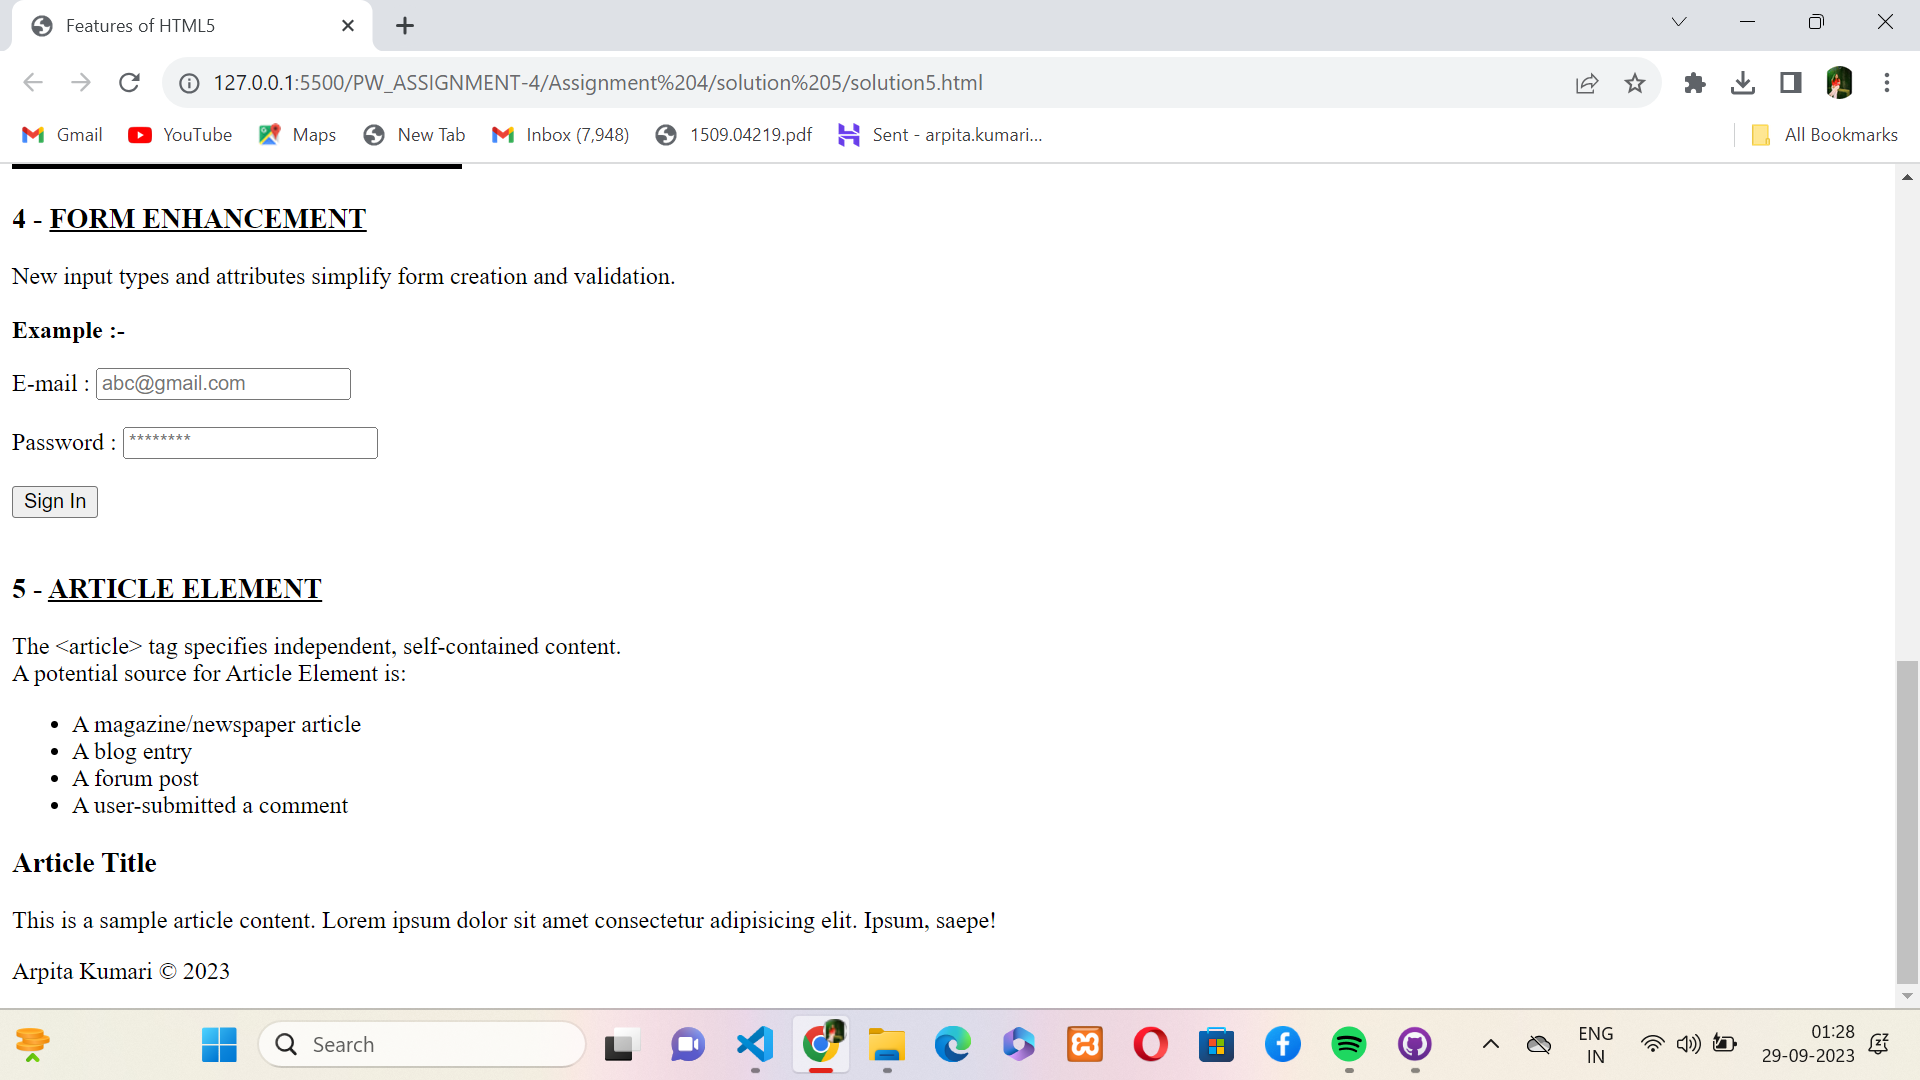 Features of HTML5
127.0.0.1:5500/PW_ASSIGNMENT-4/Assignment%204/solution%205/solution5.html
Gmail YouTube Maps New Tab Inbox (7,948) 1509.04219.pdf Sent - arpita.kumari... All Bookmarks
4 - FORM ENHANCEMENT
New input types and attributes simplify form creation and validation.
Example :-
E-mail : abc@gmail.com
Password : ********
Sign In
5 - ARTICLE ELEMENT
The <article> tag specifies independent, self-contained content.
A potential source for Article Element is:
• A magazine/newspaper article
• A blog entry
• A forum post
• A user-submitted a comment
Article Title
This is a sample article content. Lorem ipsum dolor sit amet consectetur adipisicing elit. Ipsum, saepe!
Arpita Kumari © 2023
Search
ENG
IN
01:28
29-09-2023